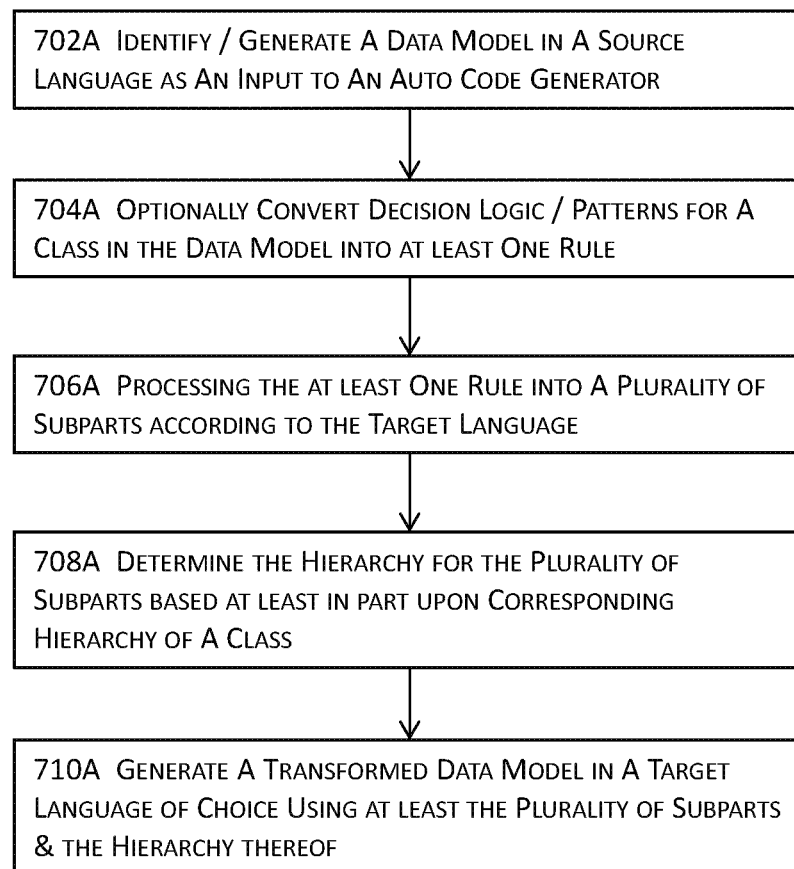 702A IDENTIFY / GENERATE A DATA MODEL IN A SOURCE
LANGUAGE AS AN INPUT TO AN AUTO CODE GENERATOR
704A OPTIONALLY CONVERT DECISION LOGIC / PATTERNS FOR A
CLASS IN THE DATA MODEL INTO AT LEAST ONE RULE
706A PROCESSING THE AT LEAST ONE RULE INTO A PLURALITY OF
SUBPARTS ACCORDING TO THE TARGET LANGUAGE
708A DETERMINE THE HIERARCHY FOR THE PLURALITY OF
SUBPARTS BASED AT LEAST IN PART UPON CORRESPONDING
HIERARCHY OF A CLASS
710A GENERATE A TRANSFORMED DATA MODEL IN A TARGET
LANGUAGE OF CHOICE USING AT LEAST THE PLURALITY OF SUBPARTS
& THE HIERARCHY THEREOF